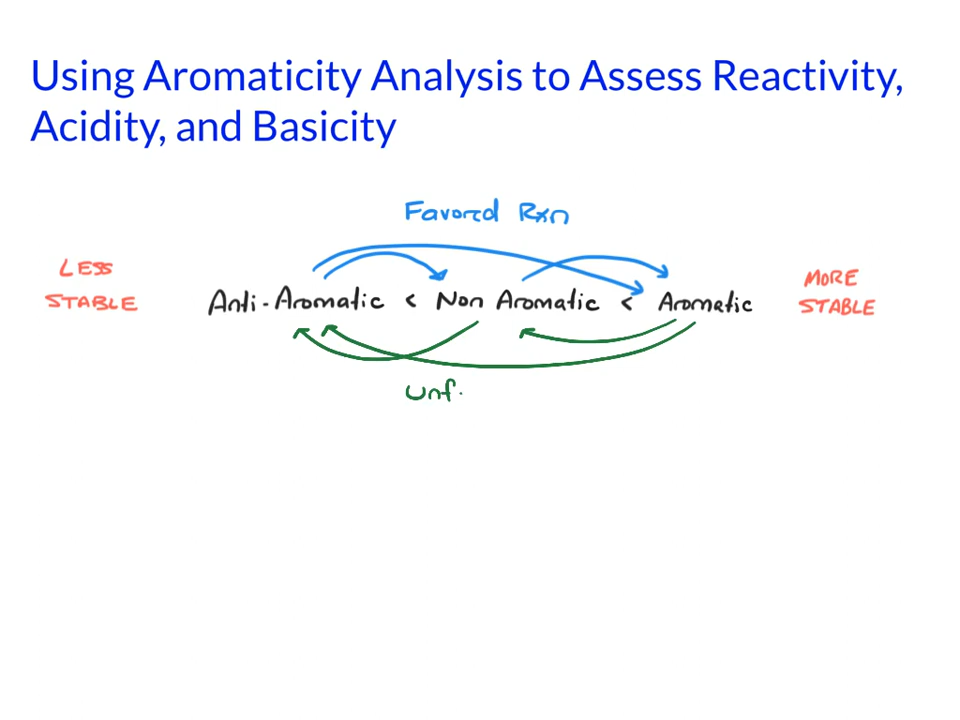 Using Aromaticity Analysis to Assess Reactivity,
Acidity, and Basicity
Favored Rxn
LESS
STABLE
Anti-Aromatic < Non Aromatic < Aromatic
MORE
STABLE
Unf.